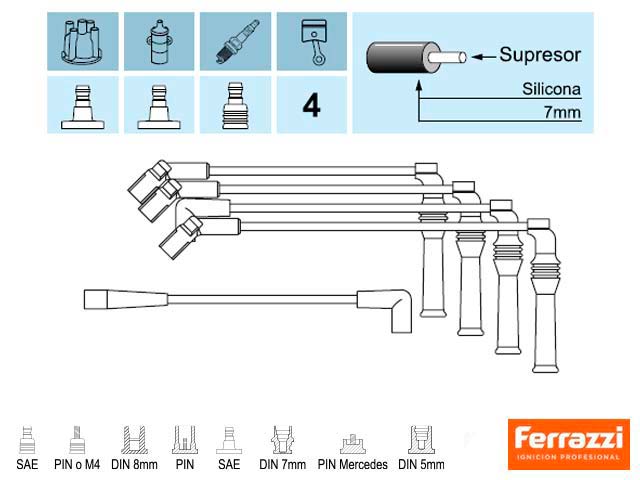 Supresor
Silicona
7mm
4
SAE PIN o M4 DIN 8mm PIN SAE DIN 7mm PIN Mercedes DIN 5mm
Ferrazzi
IGNICION PROFESIONAL